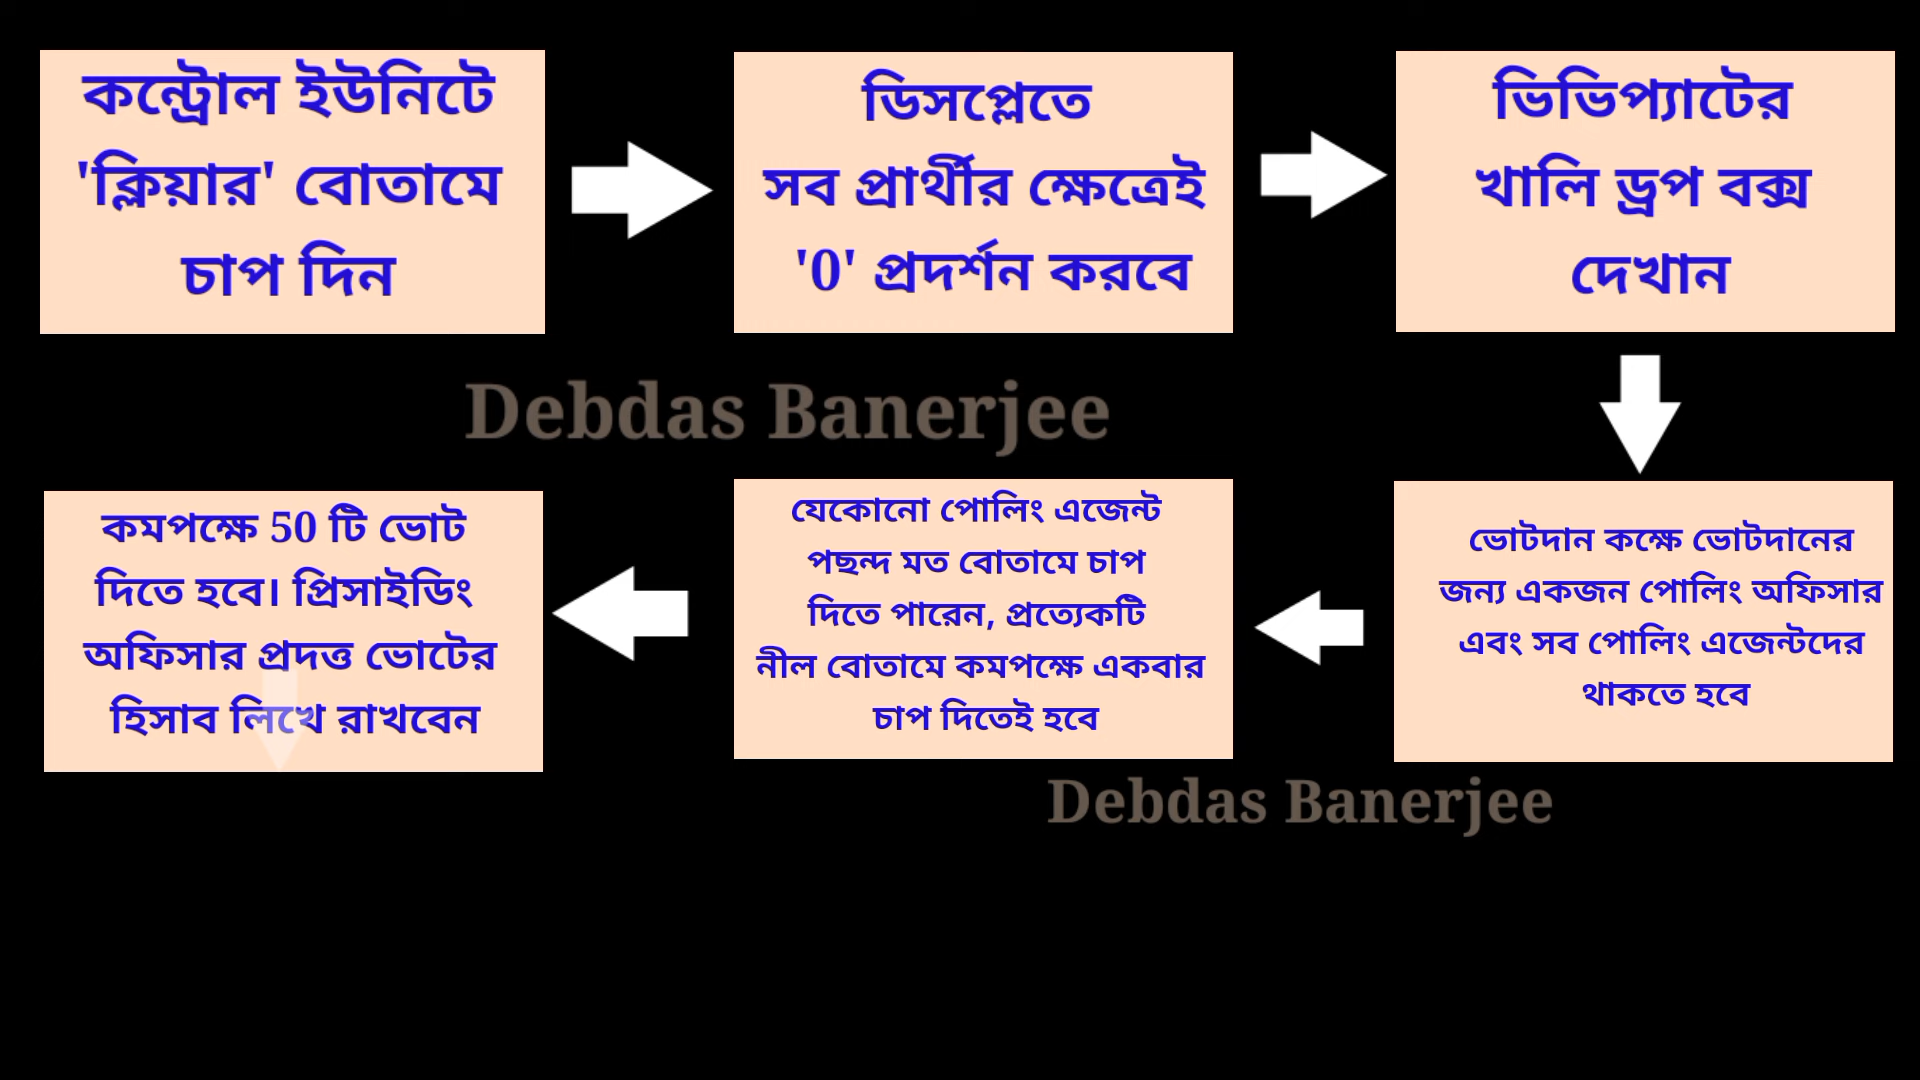 কন্ট্রোল ইউনিটে
'ক্লিয়ার' বোতামে
চাপ দিন
ডিসপ্লেতে
সব প্রার্থীর ক্ষেত্রেই
'0' প্রদর্শন করবে
ভিভিপ্যাটের
খালি ড্রপ বক্স
দেখান
Debdas Banerjee
ভোটদান কক্ষে ভোটদানের
জন্য একজন পোলিং অফিসার
এবং সব পোলিং এজেন্টদের
থাকতে হবে
যেকোনো পোলিং এজেন্ট
পছন্দ মত বোতামে চাপ
দিতে পারেন, প্রত্যেকটি
নীল বোতামে কমপক্ষে একবার
চাপ দিতেই হবে
কমপক্ষে 50 টি ভোট
দিতে হবে। প্রিসাইডিং
অফিসার প্রদত্ত ভোটের
হিসাব লিখে রাখবেন
Debdas Banerjee